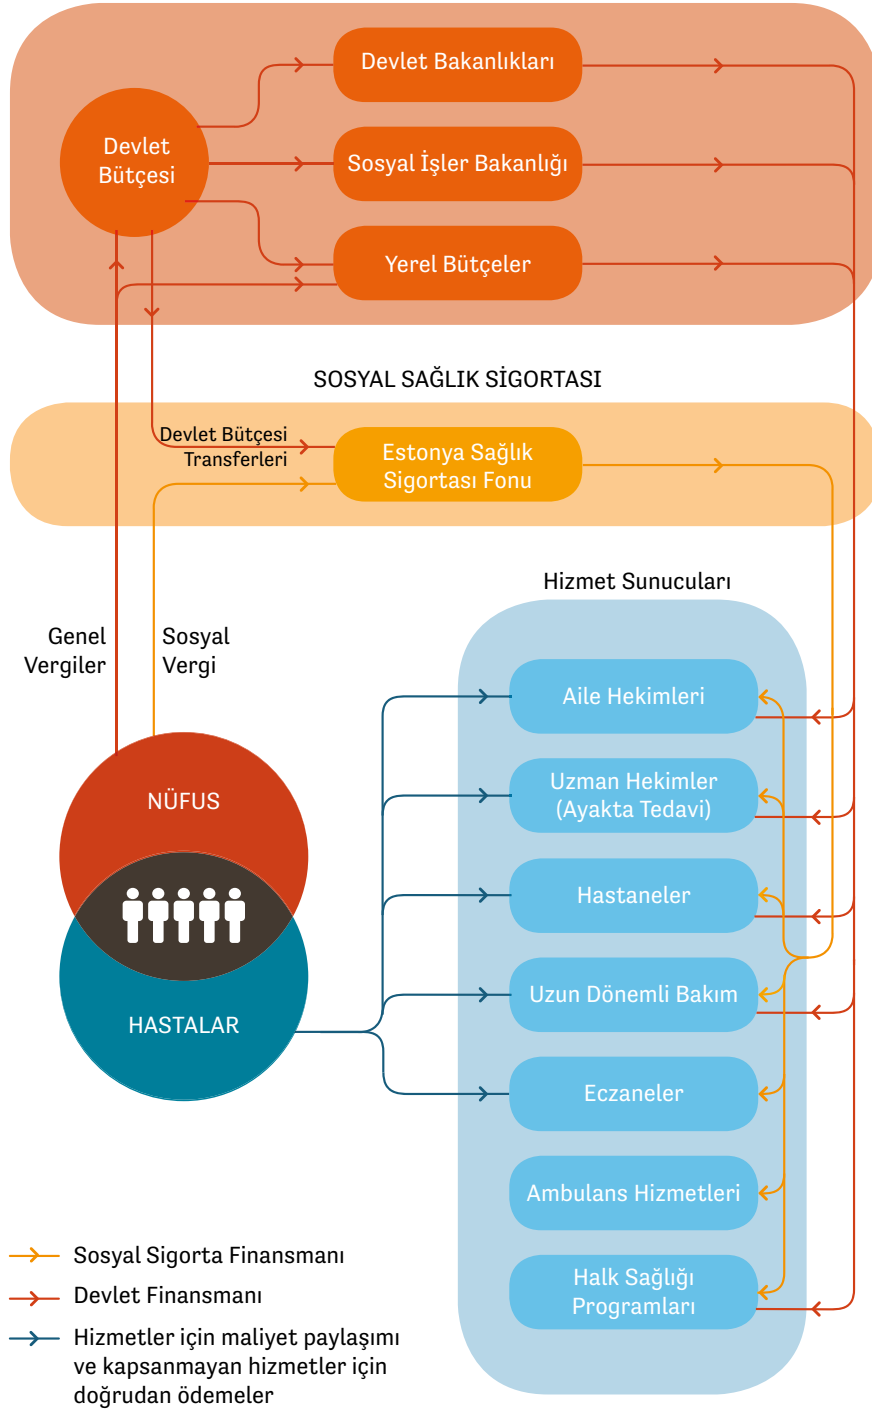 Devlet Bakanlıkları
Devlet
Bütçesi
Sosyal İşler Bakanlığı
Yerel Bütçeler
SOSYAL SAĞLIK SİGORTASI
Devlet Bütçesi
Transferleri
Estonya Sağlık
Sigortası Fonu
Genel
Vergiler
Sosyal
Vergi
NÜFUS
HASTALAR
Hizmet Sunucuları
Aile Hekimleri
Uzman Hekimler
(Ayakta Tedavi)
Hastaneler
Uzun Dönemli Bakım
Eczaneler
Ambulans Hizmetleri
Halk Sağlığı
Programları
Sosyal Sigorta Finansmanı
Devlet Finansmanı
Hizmetler için maliyet paylaşımı
ve kapsanmayan hizmetler için
doğrudan ödemeler